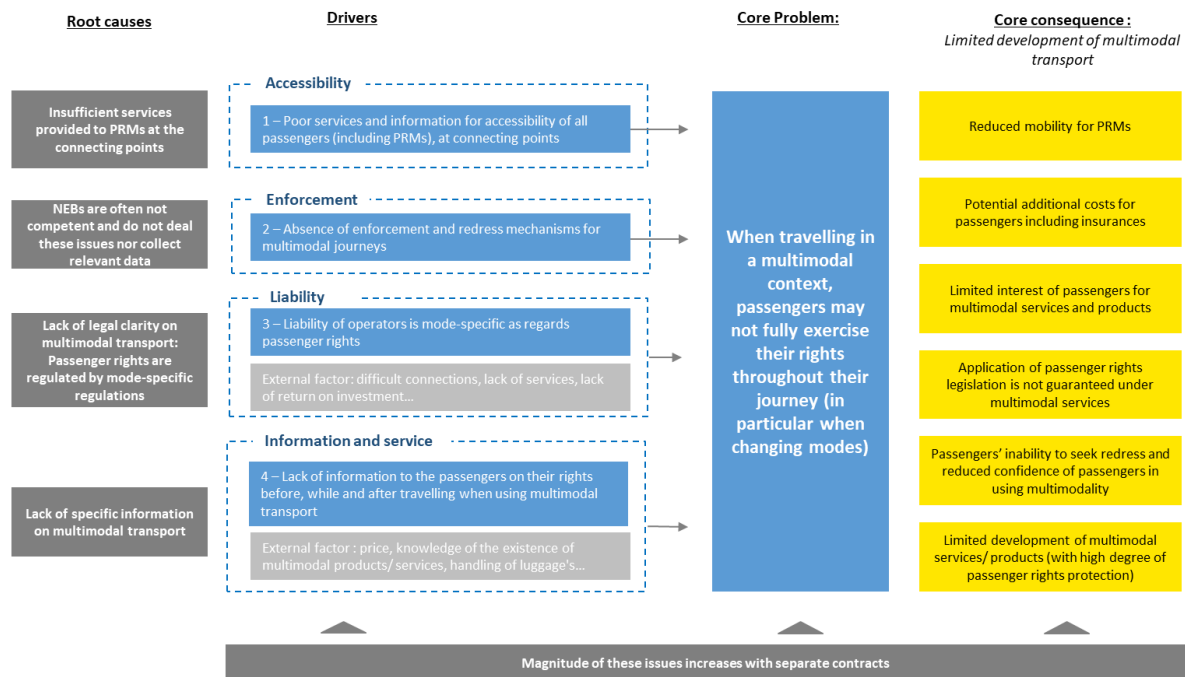 Root causes
Drivers
Core Problem:
Core consequence :
Limited development of multimodal
transport
Insufficient services
provided to PRMs at the
connecting points
NEBs are often not
competent and do not deal
these issues nor collect
relevant data
Lack of legal clarity on
multimodal transport:
Passenger rights are
regulated by mode-specific
regulations
Lack of specific information
on multimodal transport
Accessibility
1 – Poor services and information for accessibility of all
passengers (including PRMs), at connecting points
Enforcement
2 – Absence of enforcement and redress mechanisms for
multimodal journeys
Liability
3 – Liability of operators is mode-specific as regards
passenger rights
External factor: difficult connections, lack of services, lack
of return on investment...
Information and service
4 – Lack of information to the passengers on their rights
before, while and after travelling when using multimodal
transport
External factor : price, knowledge of the existence of
multimodal products/ services, handling of luggage's...
When travelling in
a multimodal
context,
passengers may
not fully exercise
their rights
throughout their
journey (in
particular when
changing modes)
Reduced mobility for PRMs
Potential additional costs for
passengers including insurances
Limited interest of passengers for
multimodal services and products
Application of passenger rights
legislation is not guaranteed under
multimodal services
Passengers' inability to seek redress and
reduced confidence of passengers in
using multimodality
Limited development of multimodal
services/ products (with high degree of
passenger rights protection)
Magnitude of these issues increases with separate contracts